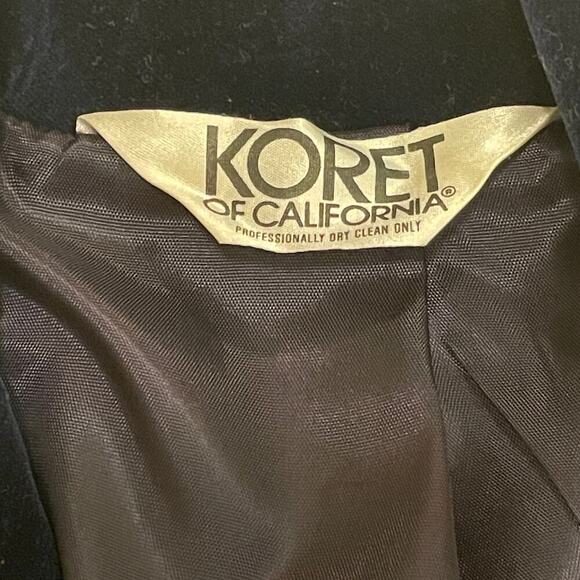 KORET
OF CALIFORNIA®
PROFESSIONALLY DRY CLEAN ONLY